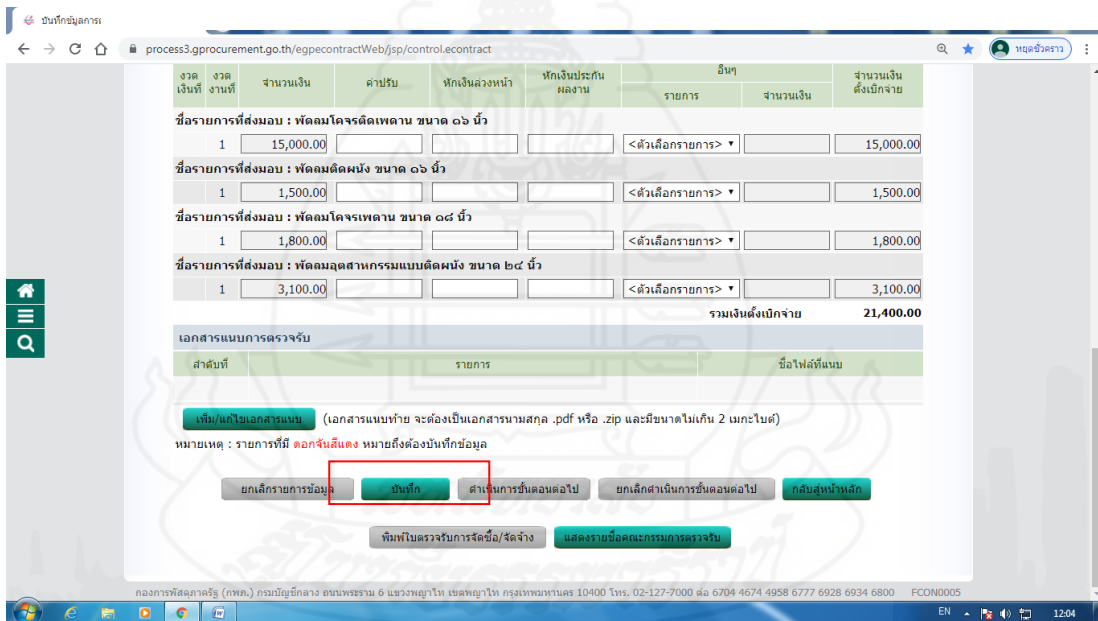 บันทึกข้มูลการเ
process3.gprocurement.go.th/egpecontractWeb/jsp/control.econtract
หยุดชั่วคราว
งวดเงินที่ งวดงานที่ สำนวนเงิน ค่าปรับ หักเงินล่วงหน้า หักเงินประกันผลงาน อื่นๆ จำนวนเงินตั้งเบิกจ่าย
รายการ จำนวนเงิน
ชื่อรายการที่ส่งมอบ : พัดลมโคจรติดเพดาน ขนาด ๑๖ นิ้ว
1 15,000.00 <ตัวเลือกรายการ> 15,000.00
ชื่อรายการที่ส่งมอบ : พัดลมติดผนัง ขนาด ๑๖ นิ้ว
1 1,500.00 <ตัวเลือกรายการ> 1,500.00
ชื่อรายการที่ส่งมอบ : พัดลมโคจรเพดาน ขนาด ๑๘ นิ้ว
1 1,800.00 <ตัวเลือกรายการ> 1,800.00
ชื่อรายการที่ส่งมอบ : พัดลมอุตสาหกรรมแบบติดผนัง ขนาด ๒๔ นิ้ว
1 3,100.00 <ตัวเลือกรายการ> 3,100.00
รวมเงินตั้งเบิกจ่าย 21,400.00
เอกสารแนบการตรวจรับ
ลำดับที่ รายการ ชื่อไฟล์ที่แนบ
เพิ่ม/แก้ไขเอกสารแนบ (เอกสารแนบท้าย จะต้องเป็นเอกสารนามสกุล .pdf หรือ .zip และมีขนาดไม่เกิน 2 เมกะไบต์)
หมายเหตุ : รายการที่มี ดอกจันสีแดง หมายถึงต้องบันทึกข้อมูล
ยกเลิกรายการข้อมูล บันทึก ดำเนินการขั้นตอนต่อไป ยกเลิกดำเนินการขั้นตอนต่อไป กลับสู่หน้าหลัก
พิมพ์ใบตรวจรับการจัดซื้อ/จัดจ้าง แสดงรายชื่อคณะกรรมการตรวจรับ
กองการพัสดุภาครัฐ (กพภ.) กรมบัญชีกลาง ถนนพระราม 6 แขวงพญาไท เขตพญาไท กรุงเทพมหานคร 10400 โทร. 02-127-7000 ต่อ 6704 4674 4958 6777 6928 6934 6800 FCON0005
EN 12:04